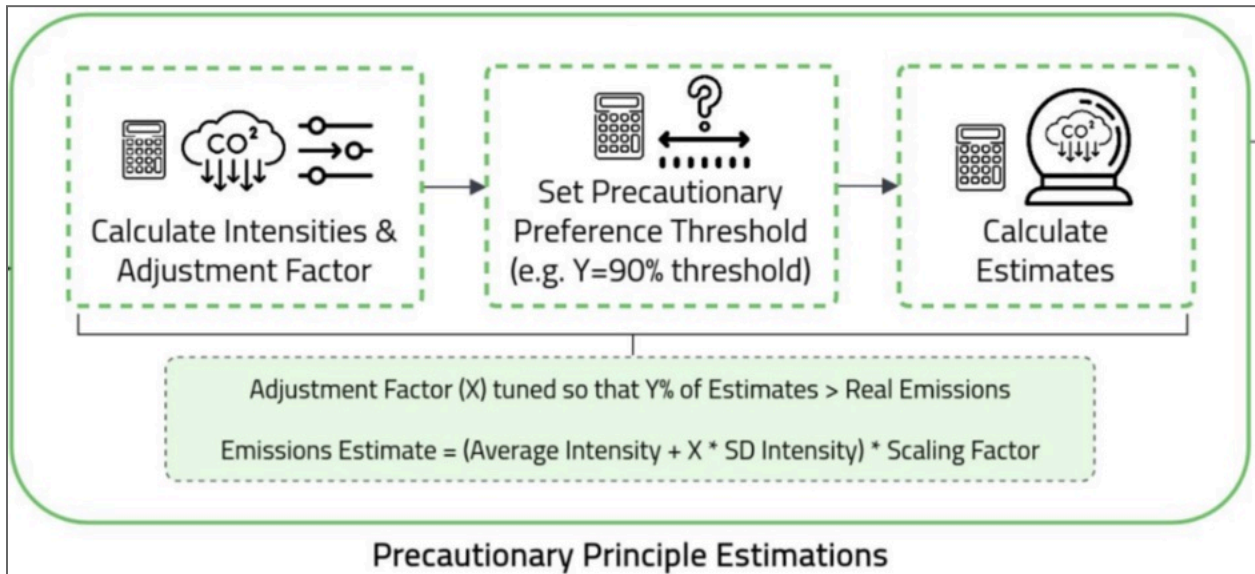 CO²
Calculate Intensities &
Adjustment Factor
?
Set Precautionary
Preference Threshold
(e.g. Y=90% threshold)
CO²
Calculate
Estimates
Adjustment Factor (X) tuned so that Y% of Estimates > Real Emissions
Emissions Estimate = (Average Intensity + X * SD Intensity) * Scaling Factor
Precautionary Principle Estimations